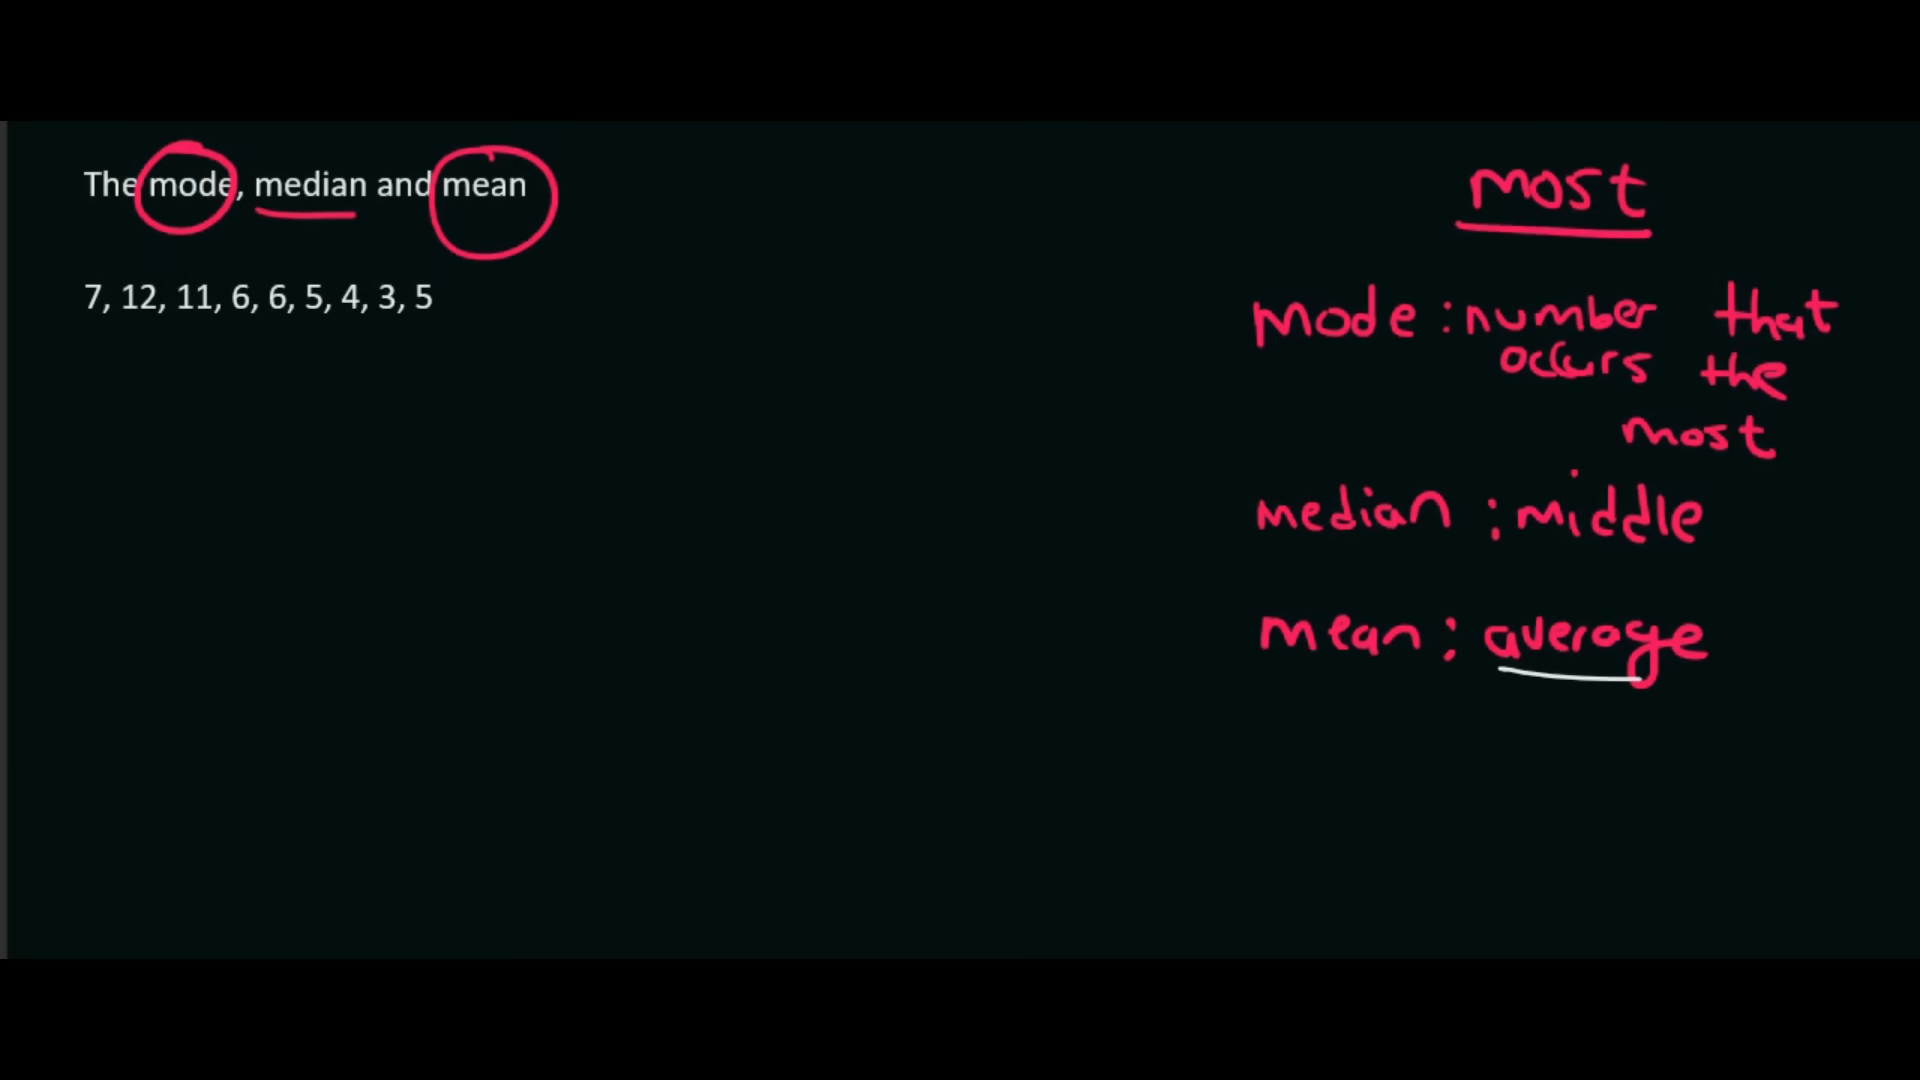 The mode, median and mean
7, 12, 11, 6, 6, 5, 4, 3, 5
most
mode : number that
occurs the
most
median : middle
mean : average